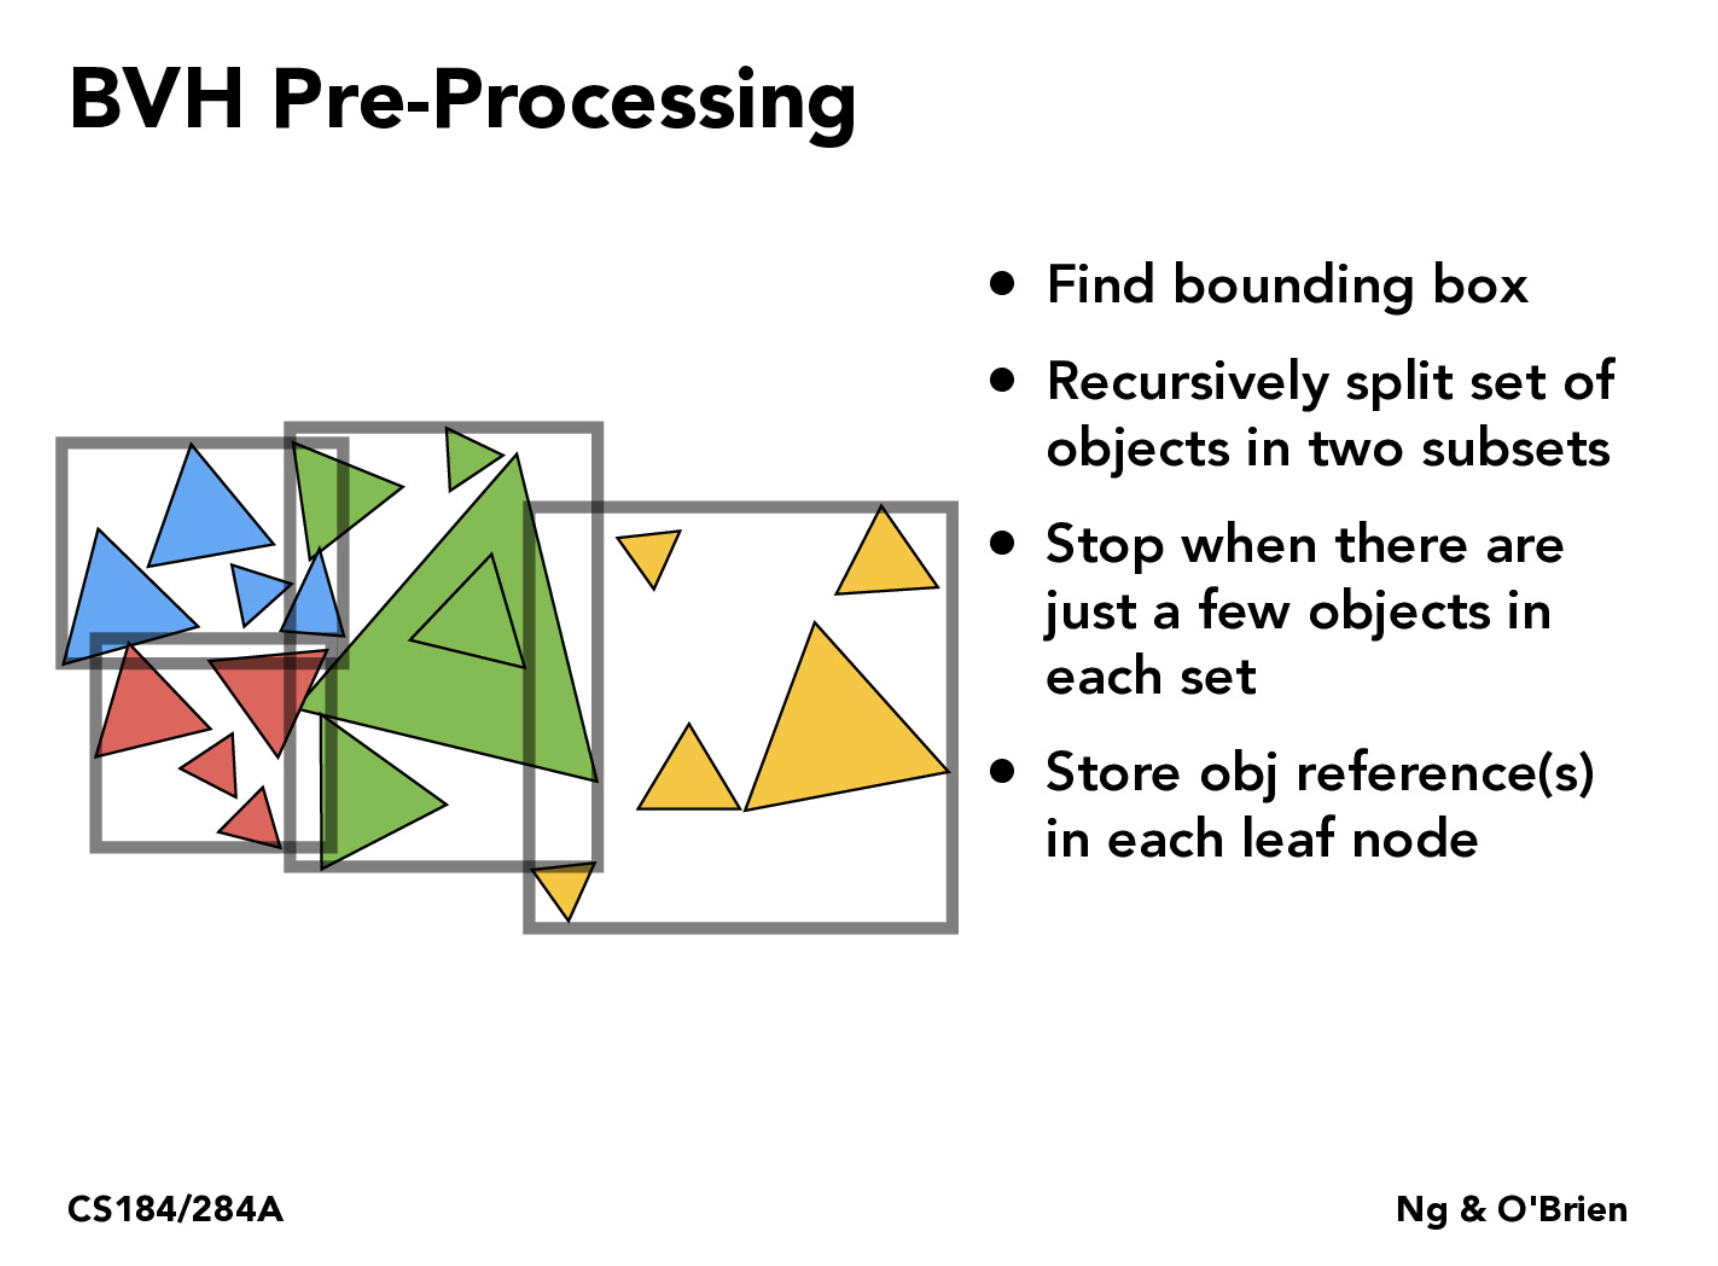 BVH Pre-Processing
• Find bounding box
• Recursively split set of
objects in two subsets
• Stop when there are
just a few objects in
each set
• Store obj reference(s)
in each leaf node
CS184/284A
Ng & O'Brien